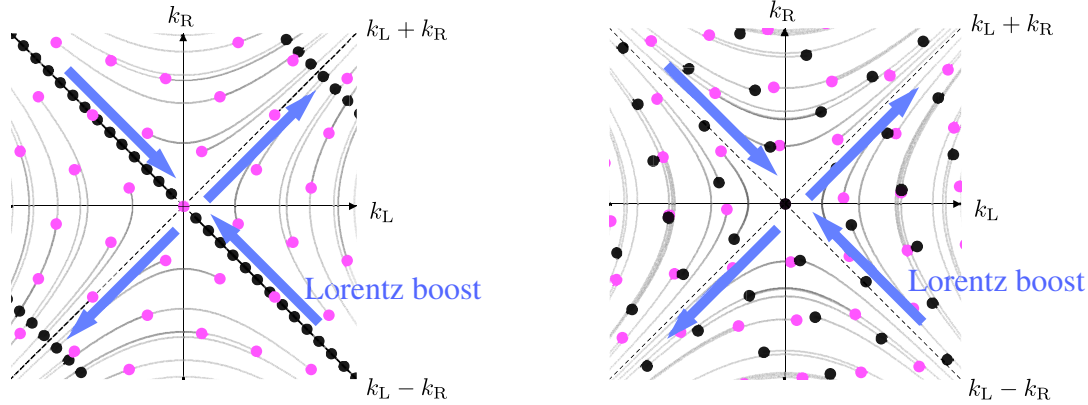 k_R
k_L + k_R
k_L
Lorentz boost
k_L − k_R
k_R
k_L + k_R
k_L
Lorentz boost
k_L − k_R